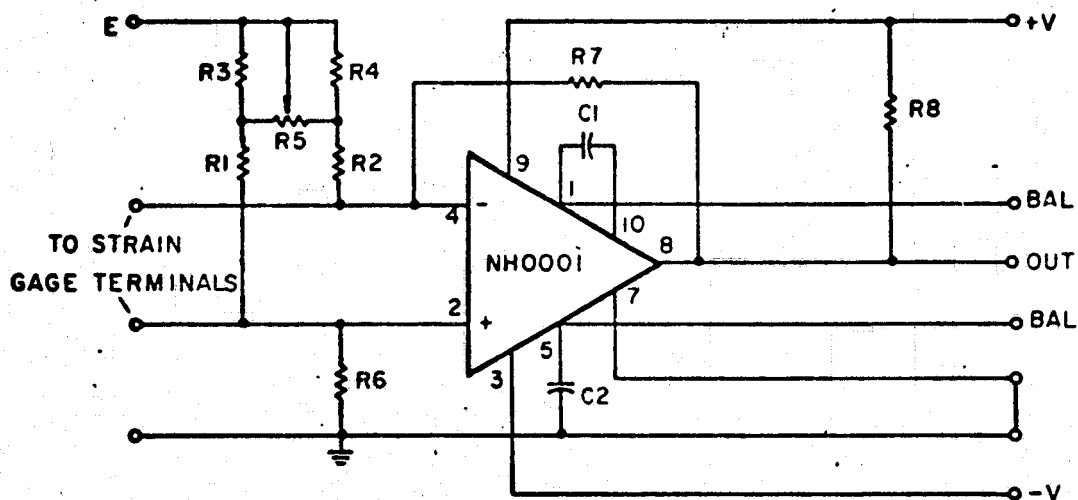 E
+V
R3
R4
R7
R8
R5
C1
R1
R2
9
1
BAL
4
-
10
TO STRAIN
GAGE TERMINALS
NH0001
8
OUT
2
+
7
5
BAL
3
C2
R6
-V